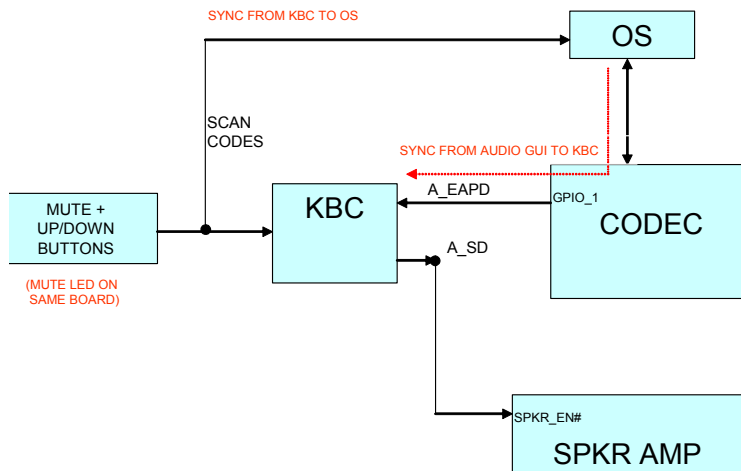 SYNC FROM KBC TO OS
OS
SCAN
CODES
SYNC FROM AUDIO GUI TO KBC
MUTE +
UP/DOWN
BUTTONS
KBC
A_EAPD
GPIO_1
CODEC
A_SD
(MUTE LED ON
SAME BOARD)
SPKR_EN#
SPKR AMP